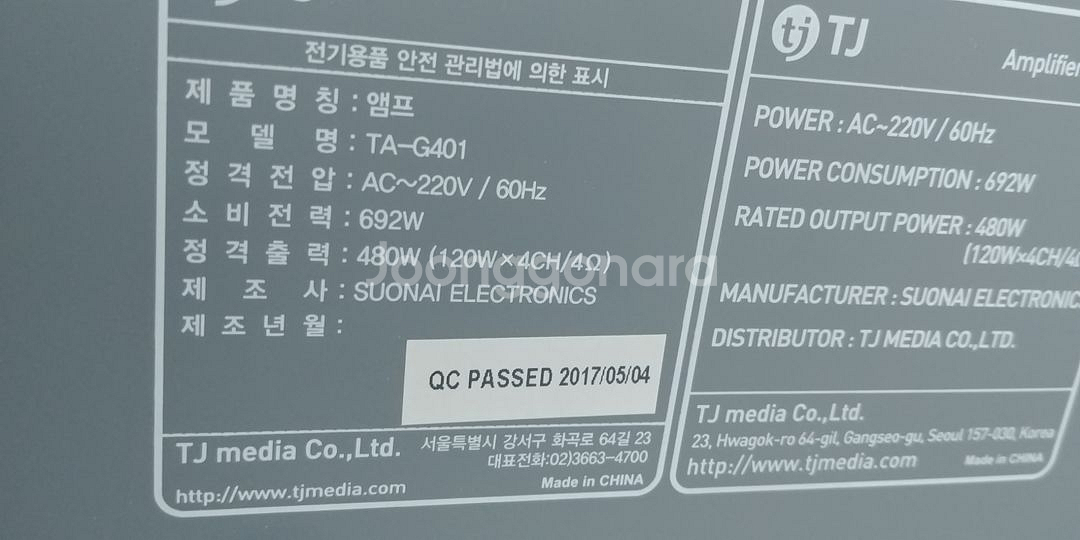 전기용품 안전 관리법에 의한 표시
제 품 명 칭 : 앰프
모 델 명 : TA-G401
정 격 전 압 : AC~220V / 60Hz
소 비 전 력 : 692W
정 격 출 력 : 480W (120W×4CH/4Ω)
제 조 사 : SUONAI ELECTRONICS
제 조 년 월 :
QC PASSED 2017/05/04
TJ media Co.,Ltd.
서울특별시 강서구 화곡로 64길 23
대표전화:02)3663-4700
http://www.tjmedia.com
Made in CHINA
tj TJ
Amplifier
POWER : AC~220V / 60Hz
POWER CONSUMPTION : 692W
RATED OUTPUT POWER : 480W
(120W×4CH/4Ω
MANUFACTURER : SUONAI ELECTRONIC
DISTRIBUTOR : TJ MEDIA CO.,LTD.
TJ media Co.,Ltd.
23, Hwagok-ro 64-gil, Gangseo-gu, Seoul 157-030, Korea
http://www.tjmedia.com
Made in CHINA
Joonggonara